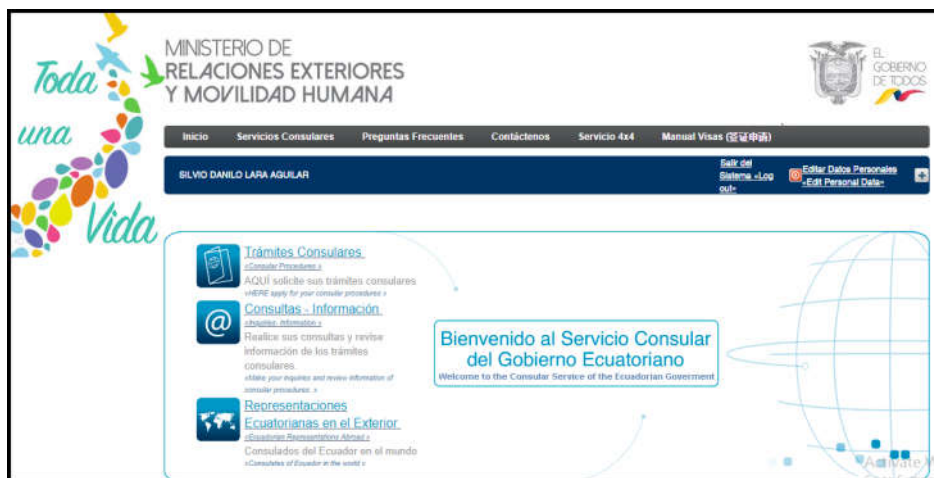 Toda
una
Vida
MINISTERIO DE
RELACIONES EXTERIORES
Y MOVILIDAD HUMANA
EL
GOBIERNO
DE TODOS
Inicio Servicios Consulares Preguntas Frecuentes Contáctenos Servicio 4x4 Manual Visas (签证申请)
SILVIO DANILO LARA AGUILAR
Salir del
Sistema «Log
out»
Editar Datos Personales
«Edit Personal Data»
Trámites Consulares
«Consular Procedures »
AQUÍ solicite sus trámites consulares
«HERE apply for your consular procedures »
Consultas - Información
«Inquiries- Information »
Realice sus consultas y revise
información de los trámites
consulares.
«Make your inquiries and review information of
consular procedures. »
Representaciones
Ecuatorianas en el Exterior
«Ecuadorian Representations Abroad »
Consulados del Ecuador en el mundo
«Consulates of Ecuador in the world »
Bienvenido al Servicio Consular
del Gobierno Ecuatoriano
Welcome to the Consular Service of the Ecuadorian Goverment